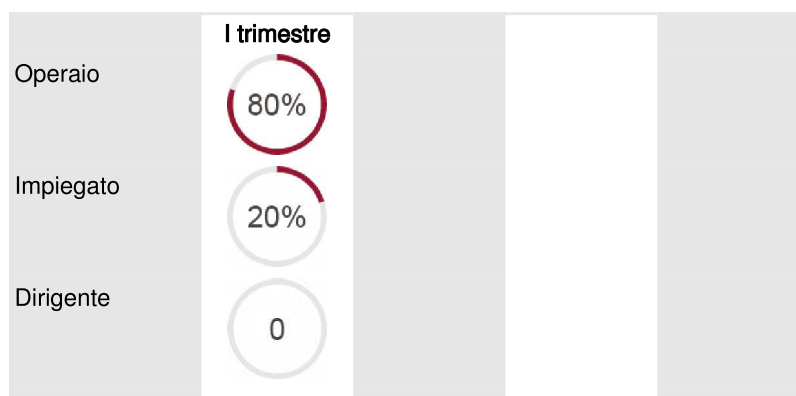 I trimestre
Operaio
80%
Impiegato
20%
Dirigente
0